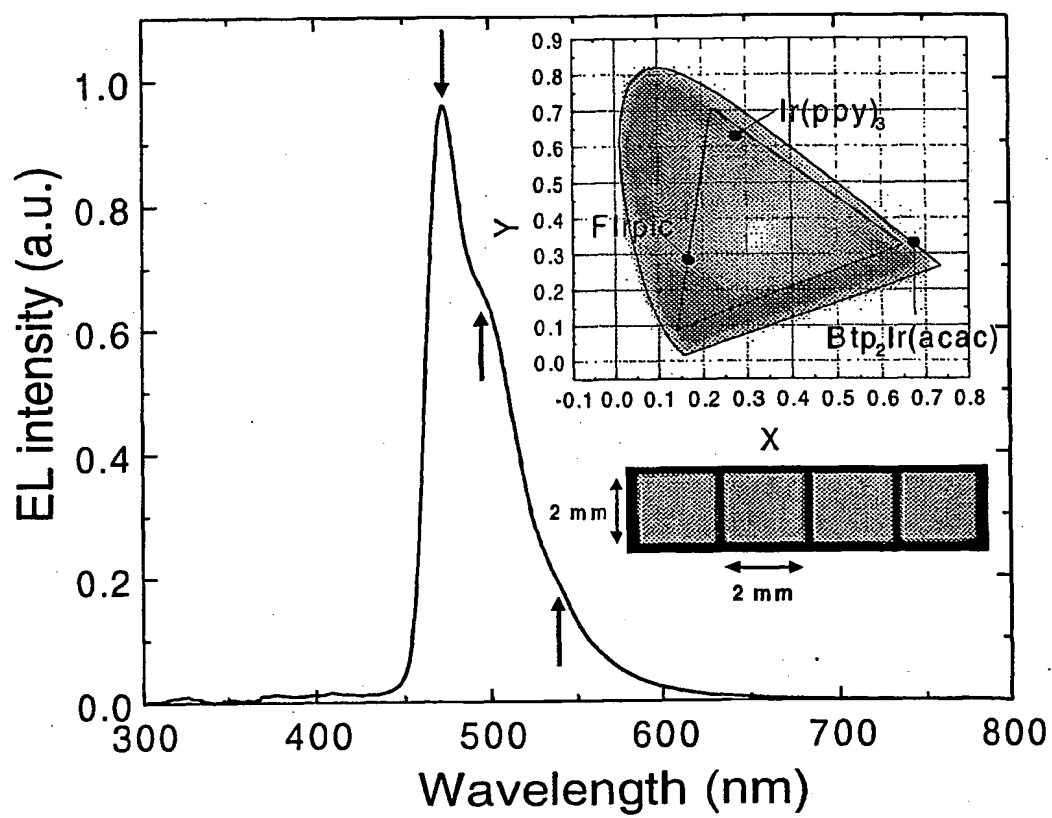 EL intensity (a.u.)
1.0
0.8
0.6
0.4
0.2
0.0
300 400 500 600 700 800
Wavelength (nm)
0.9
0.8
0.7
0.6
0.5
0.4
0.3
0.2
0.1
0.0
Y
-0.1 0.0 0.1 0.2 0.3 0.4 0.5 0.6 0.7 0.8
X
Ir(ppy)₃
FIrpic
Btp₂Ir(acac)
2 mm
2 mm